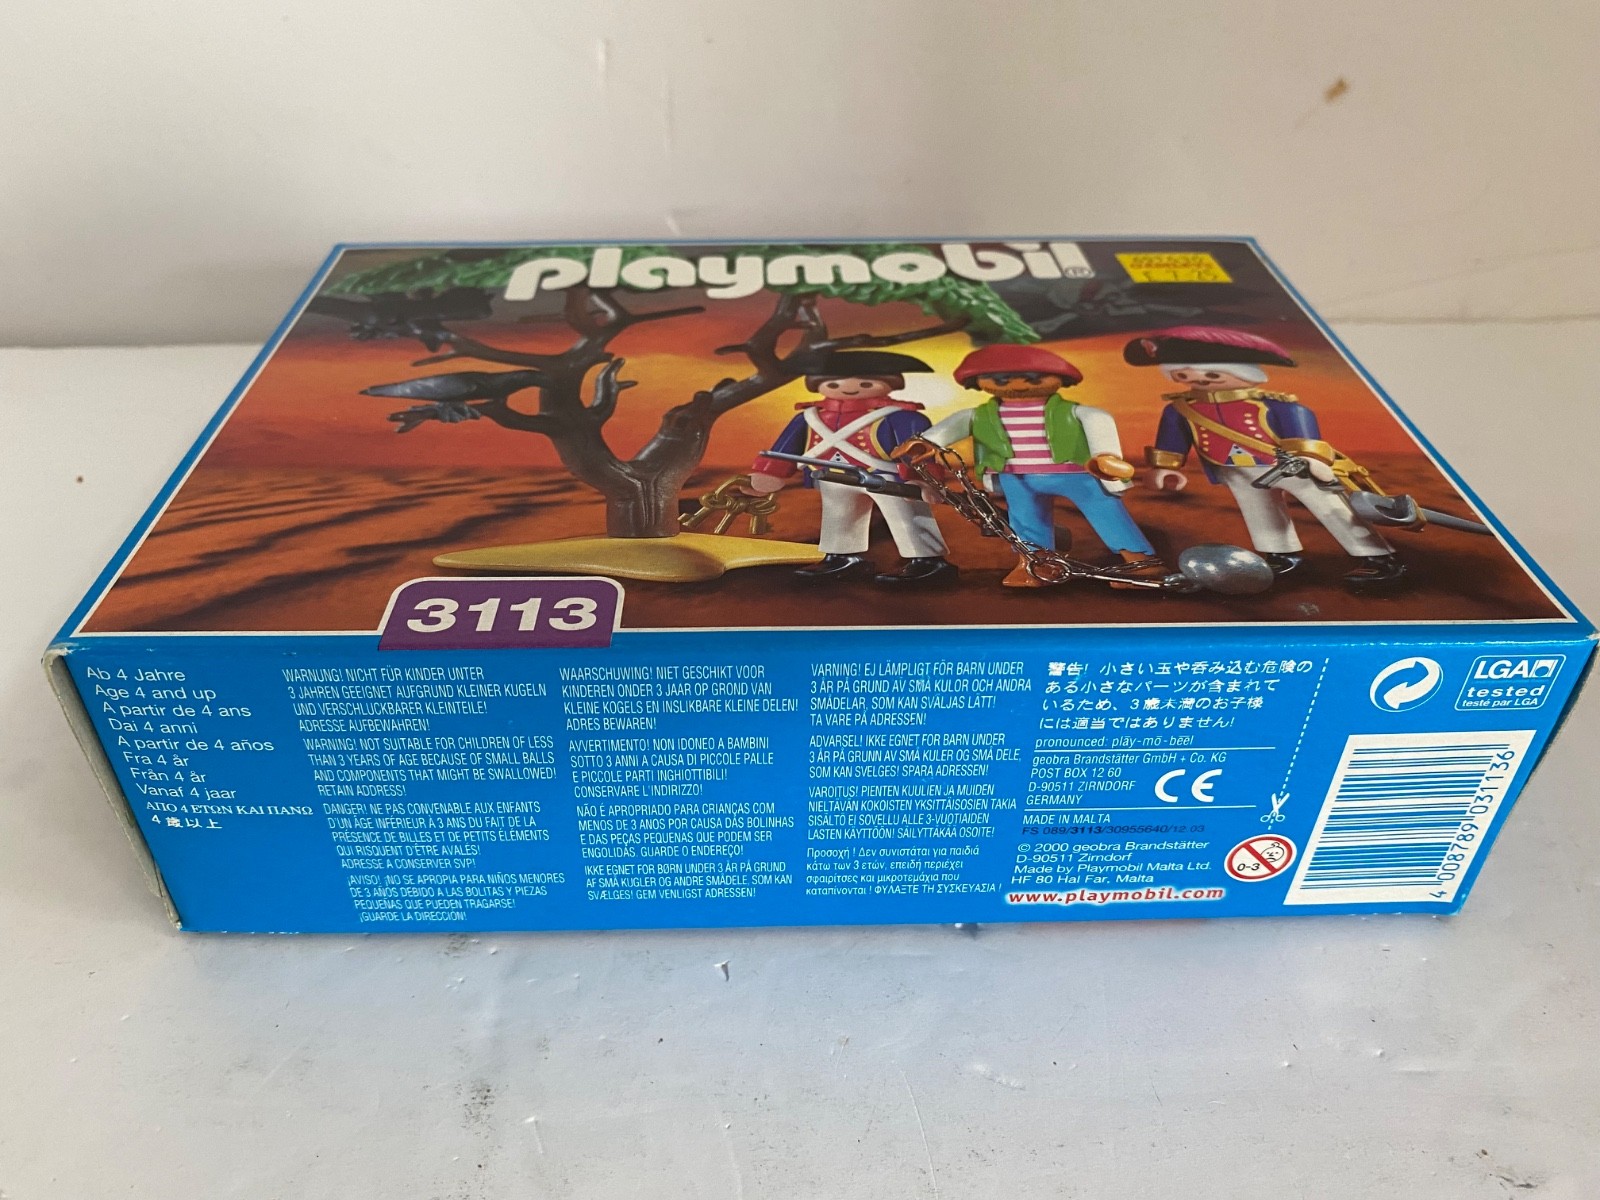 playmobil®
3113
Ab 4 Jahre
Age 4 and up
A partir de 4 ans
Dai 4 anni
A partir de 4 años
Fra 4 år
Från 4 år
Vanaf 4 jaar
ΑΠΟ 4 ΕΤΩΝ ΚΑΙ ΠΑΝΩ
4 歳以上
WARNUNG! NICHT FÜR KINDER UNTER
3 JAHREN GEEIGNET AUFGRUND KLEINER KUGELN
UND VERSCHLUCKBARER KLEINTEILE!
ADRESSE AUFBEWAHREN!
WARNING! NOT SUITABLE FOR CHILDREN OF LESS
THAN 3 YEARS OF AGE BECAUSE OF SMALL BALLS
AND COMPONENTS THAT MIGHT BE SWALLOWED!
RETAIN ADDRESS!
DANGER! NE PAS CONVENABLE AUX ENFANTS
D'UN ÂGE INFÉRIEUR À 3 ANS DU FAIT DE LA
PRÉSENCE DE BILLES ET DE PETITS ÉLÉMENTS
QUI RISQUENT D'ÊTRE AVALÉS!
ADRESSE A CONSERVER SVP!
¡AVISO! ¡NO SE APROPIA PARA NIÑOS MENORES
DE 3 AÑOS DEBIDO A LAS BOLITAS Y PIEZAS
PEQUEÑAS QUE PUEDEN TRAGARSE!
¡GUARDE LA DIRECCIÓN!
WAARSCHUWING! NIET GESCHIKT VOOR
KINDEREN ONDER 3 JAAR OP GROND VAN
KLEINE KOGELS EN INSLIKBARE KLEINE DELEN!
ADRES BEWAREN!
AVVERTIMENTO! NON IDONEO A BAMBINI
SOTTO 3 ANNI A CAUSA DI PICCOLE PALLE
E PICCOLE PARTI INGHIOTTIBILI!
CONSERVARE L'INDIRIZZO!
NÃO É APROPRIADO PARA CRIANÇAS COM
MENOS DE 3 ANOS POR CAUSA DAS BOLINHAS
E DAS PEÇAS PEQUENAS QUE PODEM SER
ENGOLIDAS. GUARDE O ENDEREÇO!
IKKE EGNET FOR BØRN UNDER 3 ÅR PÅ GRUND
AF SMÅ KUGLER OG ANDRE SMÅDELE, SOM KAN
SVÆLGES! GEM VENLIGST ADRESSEN!
VARNING! EJ LÄMPLIGT FÖR BARN UNDER
3 ÅR PÅ GRUND AV SMÅ KULOR OCH ANDRA
SMÅDELAR, SOM KAN SVÄLJAS LÄTT!
TA VARE PÅ ADRESSEN!
ADVARSEL! IKKE EGNET FOR BARN UNDER
3 ÅR PÅ GRUNN AV SMÅ KULER OG SMÅ DELE,
SOM KAN SVELGES! SPARA ADRESSEN!
VAROITUS! PIENTEN KUULIEN JA MUIDEN
NIELTÄVÄN KOKOISTEN YKSITTÄISOSIEN TAKIA
SISÄLTÖ EI SOVELLU ALLE 3-VUOTIAIDEN
LASTEN KÄYTTÖÖN! SÄILYTTÄKÄÄ OSOITE!
Προσοχή ! Δεν συνιστάται για παιδιά
κάτω των 3 ετών, επειδή περιέχει
σφαιρίτσες και μικροτεμάχια που
καταπίνονται ! ΦΥΛΑΞΤΕ ΤΗ ΣΥΣΚΕΥΑΣΙΑ !
警告! 小さい玉や呑み込む危険の
ある小さなパーツが含まれて
いるため、3歳未満のお子様
には適当ではありません!
pronounced: plāy-mō-bēēl
geobra Brandstätter GmbH + Co. KG
POST BOX 12 60
D-90511 ZIRNDORF
GERMANY
CE
MADE IN MALTA
FS 089/3113/30955640/12.03
© 2000 geobra Brandstätter
D-90511 Zirndorf
Made by Playmobil Malta Ltd.
HF 80 Hal Far, Malta
www.playmobil.com
0-3
LGA
tested
testé par LGA
4 008789 031136